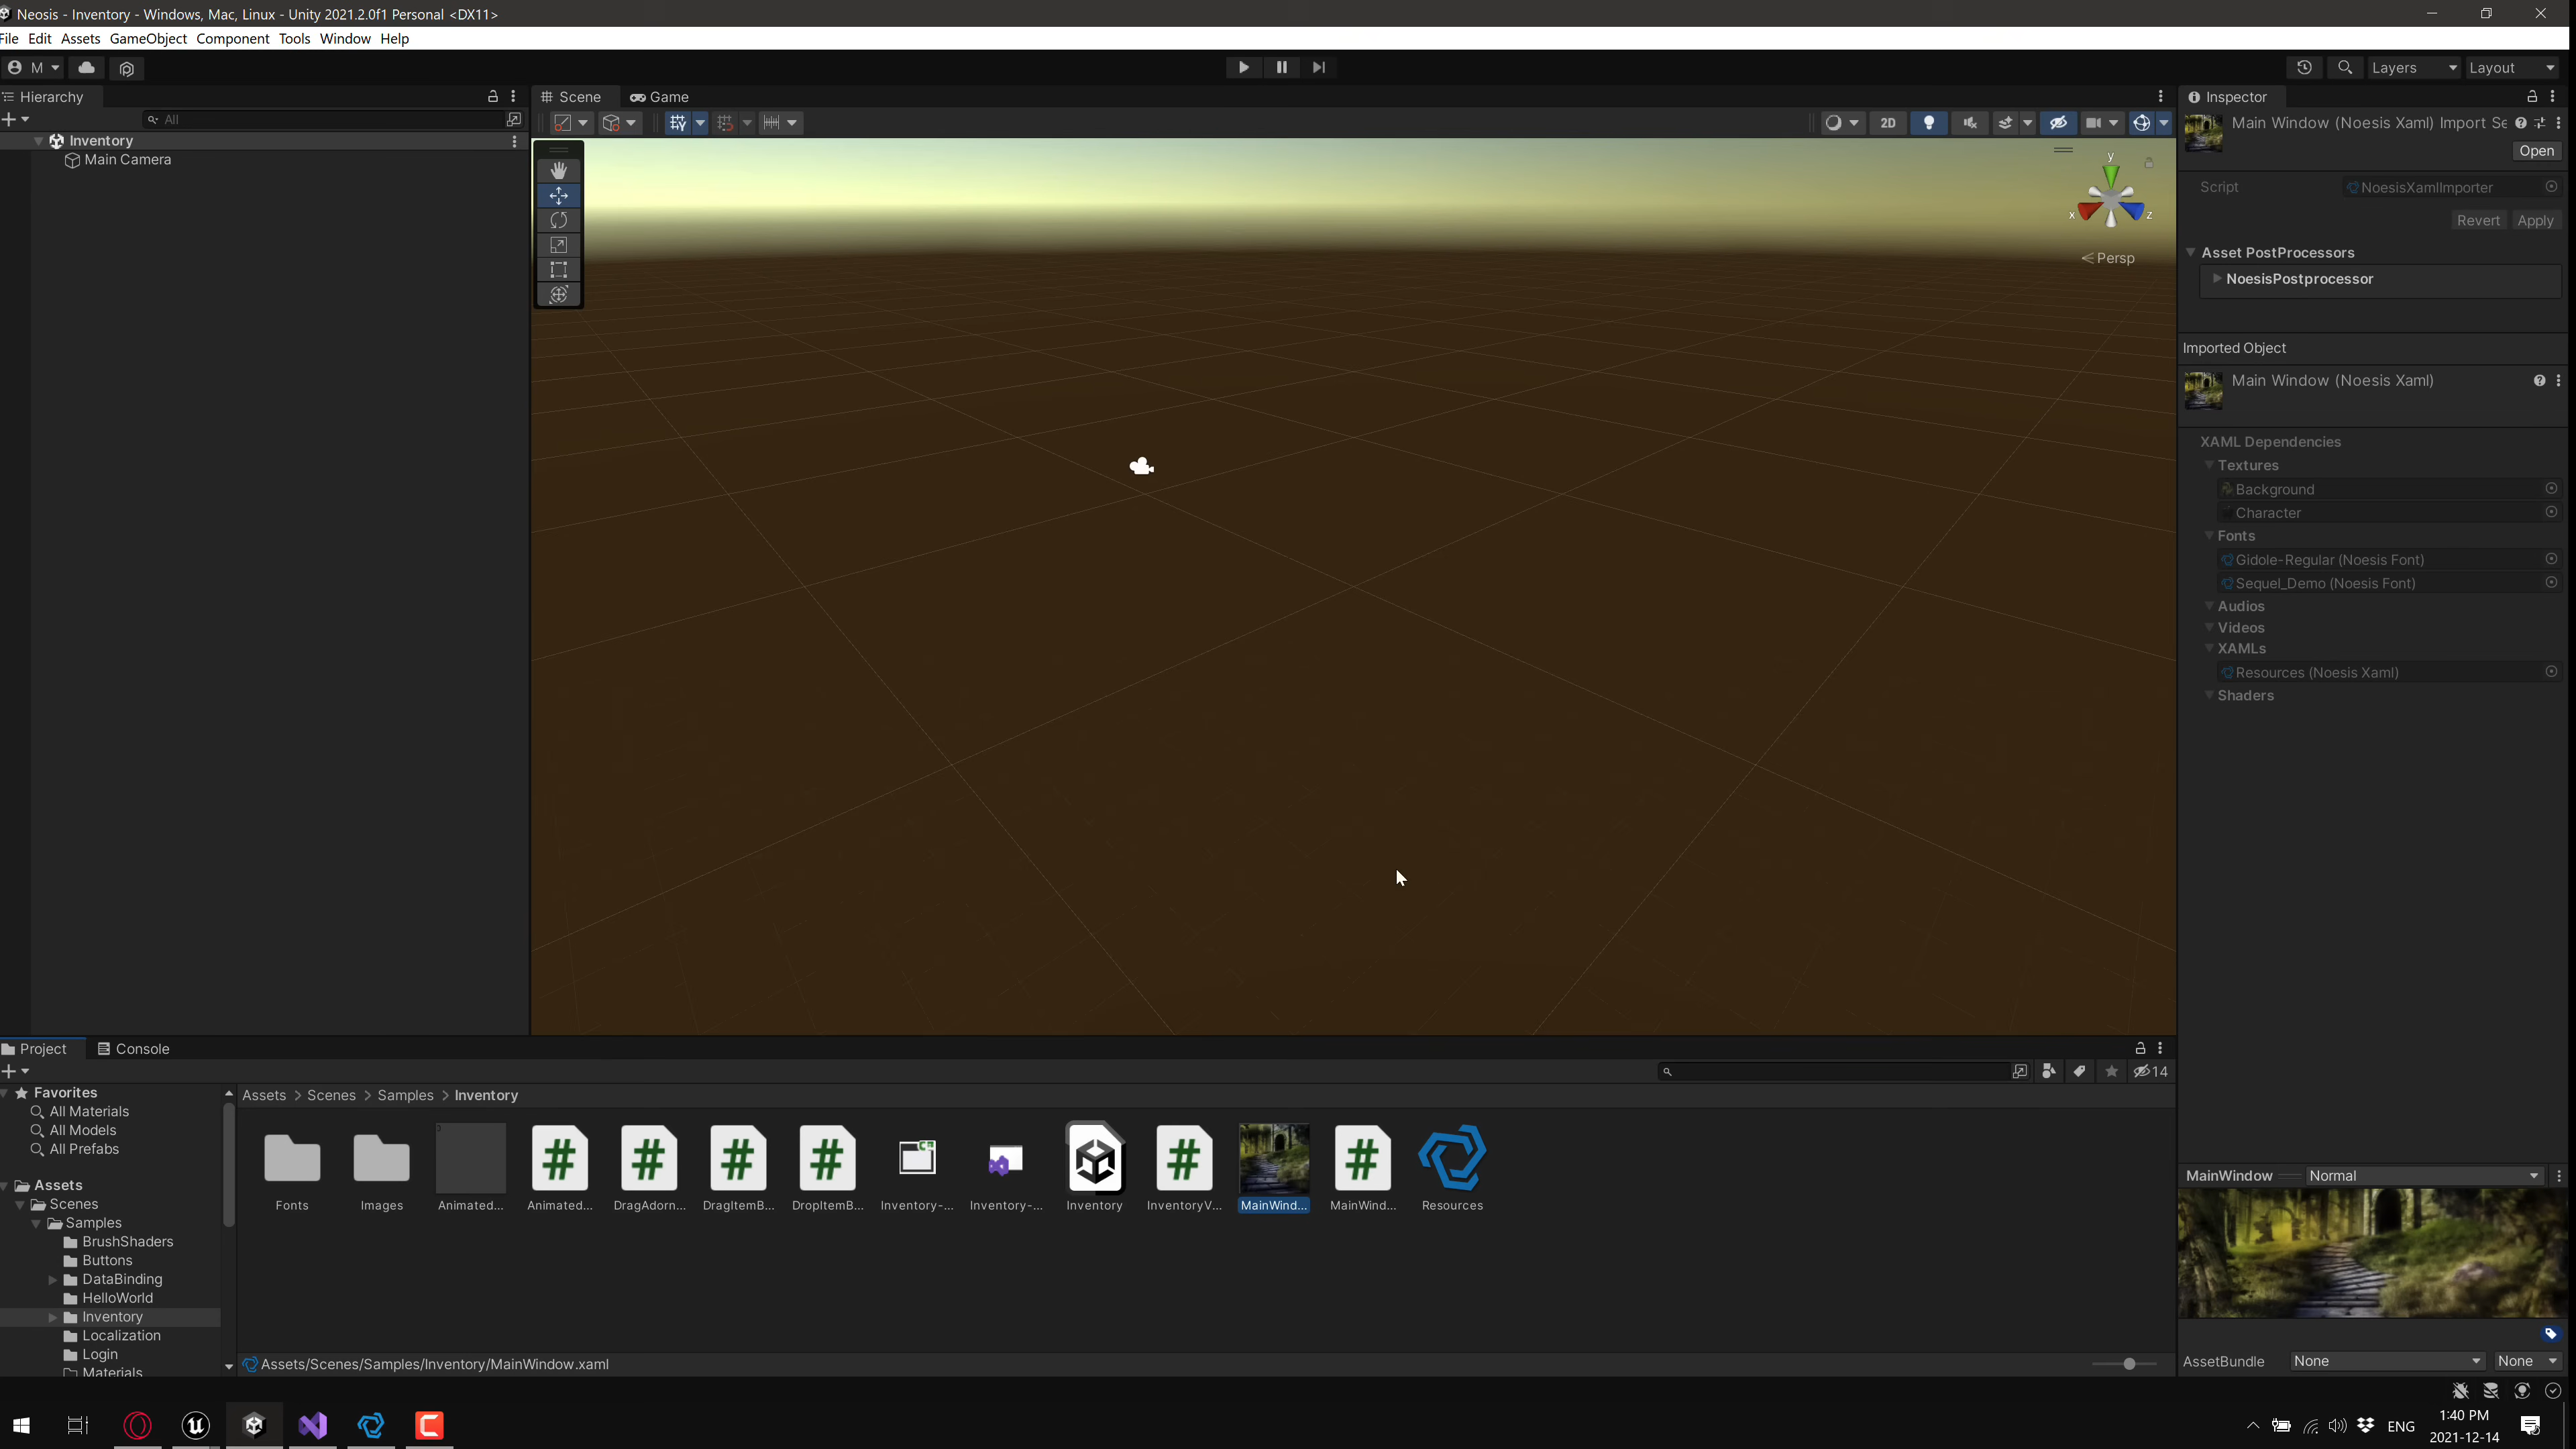 Neosis - Inventory - Windows, Mac, Linux - Unity 2021.2.0f1 Personal <DX11>
File Edit Assets GameObject Component Tools Window Help
M
Layers Layout
Hierarchy
All
Inventory
Main Camera
Scene Game
2D
y
x z
Persp
Inspector
Main Window (Noesis Xaml) Import Se
Open
Script NoesisXamlImporter
Revert Apply
Asset PostProcessors
NoesisPostprocessor
Imported Object
Main Window (Noesis Xaml)
XAML Dependencies
Textures
Background
Character
Fonts
Gidole-Regular (Noesis Font)
Sequel_Demo (Noesis Font)
Audios
Videos
XAMLs
Resources (Noesis Xaml)
Shaders
Project Console
14
Favorites
All Materials
All Models
All Prefabs
Assets
Scenes
Samples
BrushShaders
Buttons
DataBinding
HelloWorld
Inventory
Localization
Login
Materials
Assets > Scenes > Samples > Inventory
Fonts Images Animated... Animated... DragAdorn... DragItemB... DropItemB... Inventory-... Inventory-... Inventory InventoryV... MainWind... MainWind... Resources
Assets/Scenes/Samples/Inventory/MainWindow.xaml
MainWindow Normal
AssetBundle None None
ENG
1:40 PM
2021-12-14